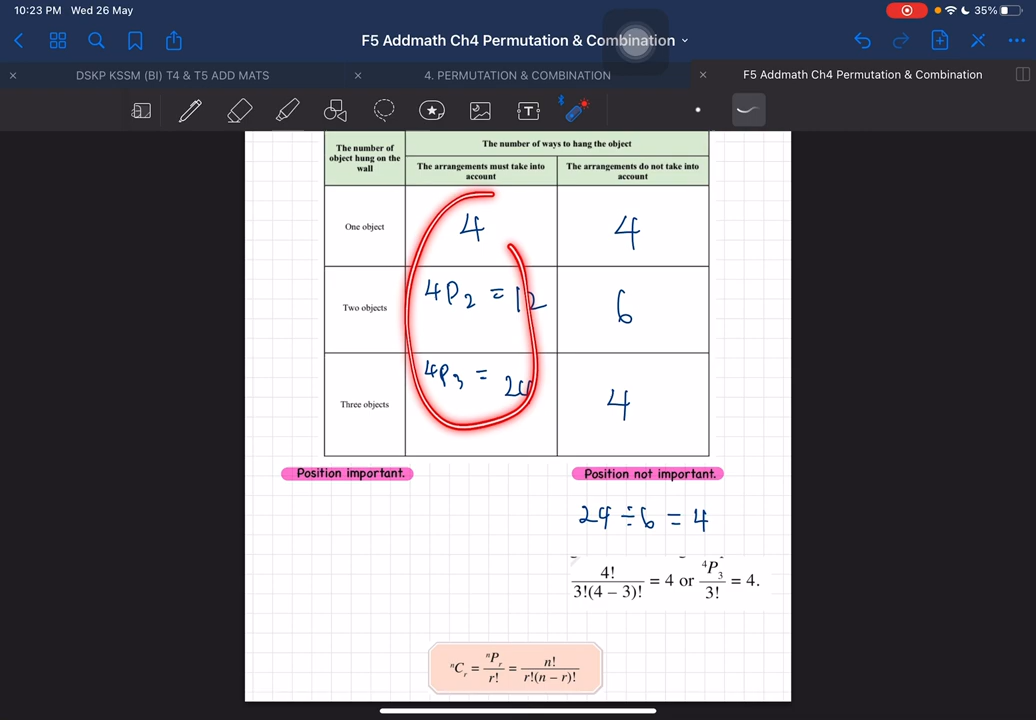 10:23 PM Wed 26 May
35%
F5 Addmath Ch4 Permutation & Combination
DSKP KSSM (BI) T4 & T5 ADD MATS
4. PERMUTATION & COMBINATION
F5 Addmath Ch4 Permutation & Combination
The number of
object hung on the
wall
The number of ways to hang the object
The arrangements must take into
account
The arrangements do not take into
account
One object
4
4
Two objects
4P2 = 12
6
Three objects
4P3 = 24
4
Position important.
Position not important.
24 ÷ 6 = 4
4!/3!(4 − 3)! = 4 or ⁴P₃/3! = 4.
ⁿCᵣ = ⁿPᵣ/r! = n!/r!(n − r)!